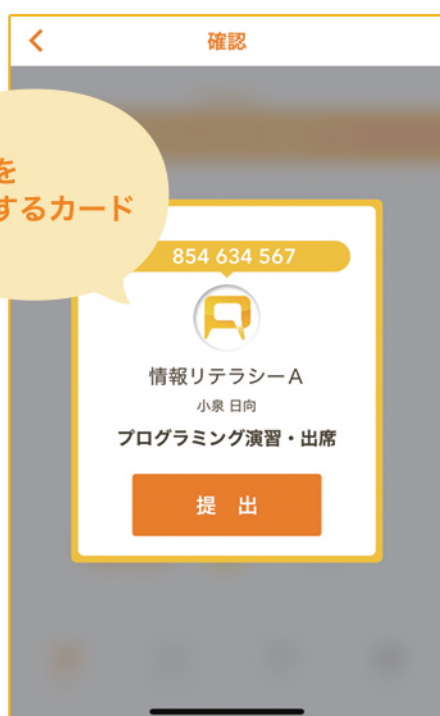 確認
を
するカード
854 634 567
情報リテラシーA
小泉 日向
プログラミング演習・出席
提 出